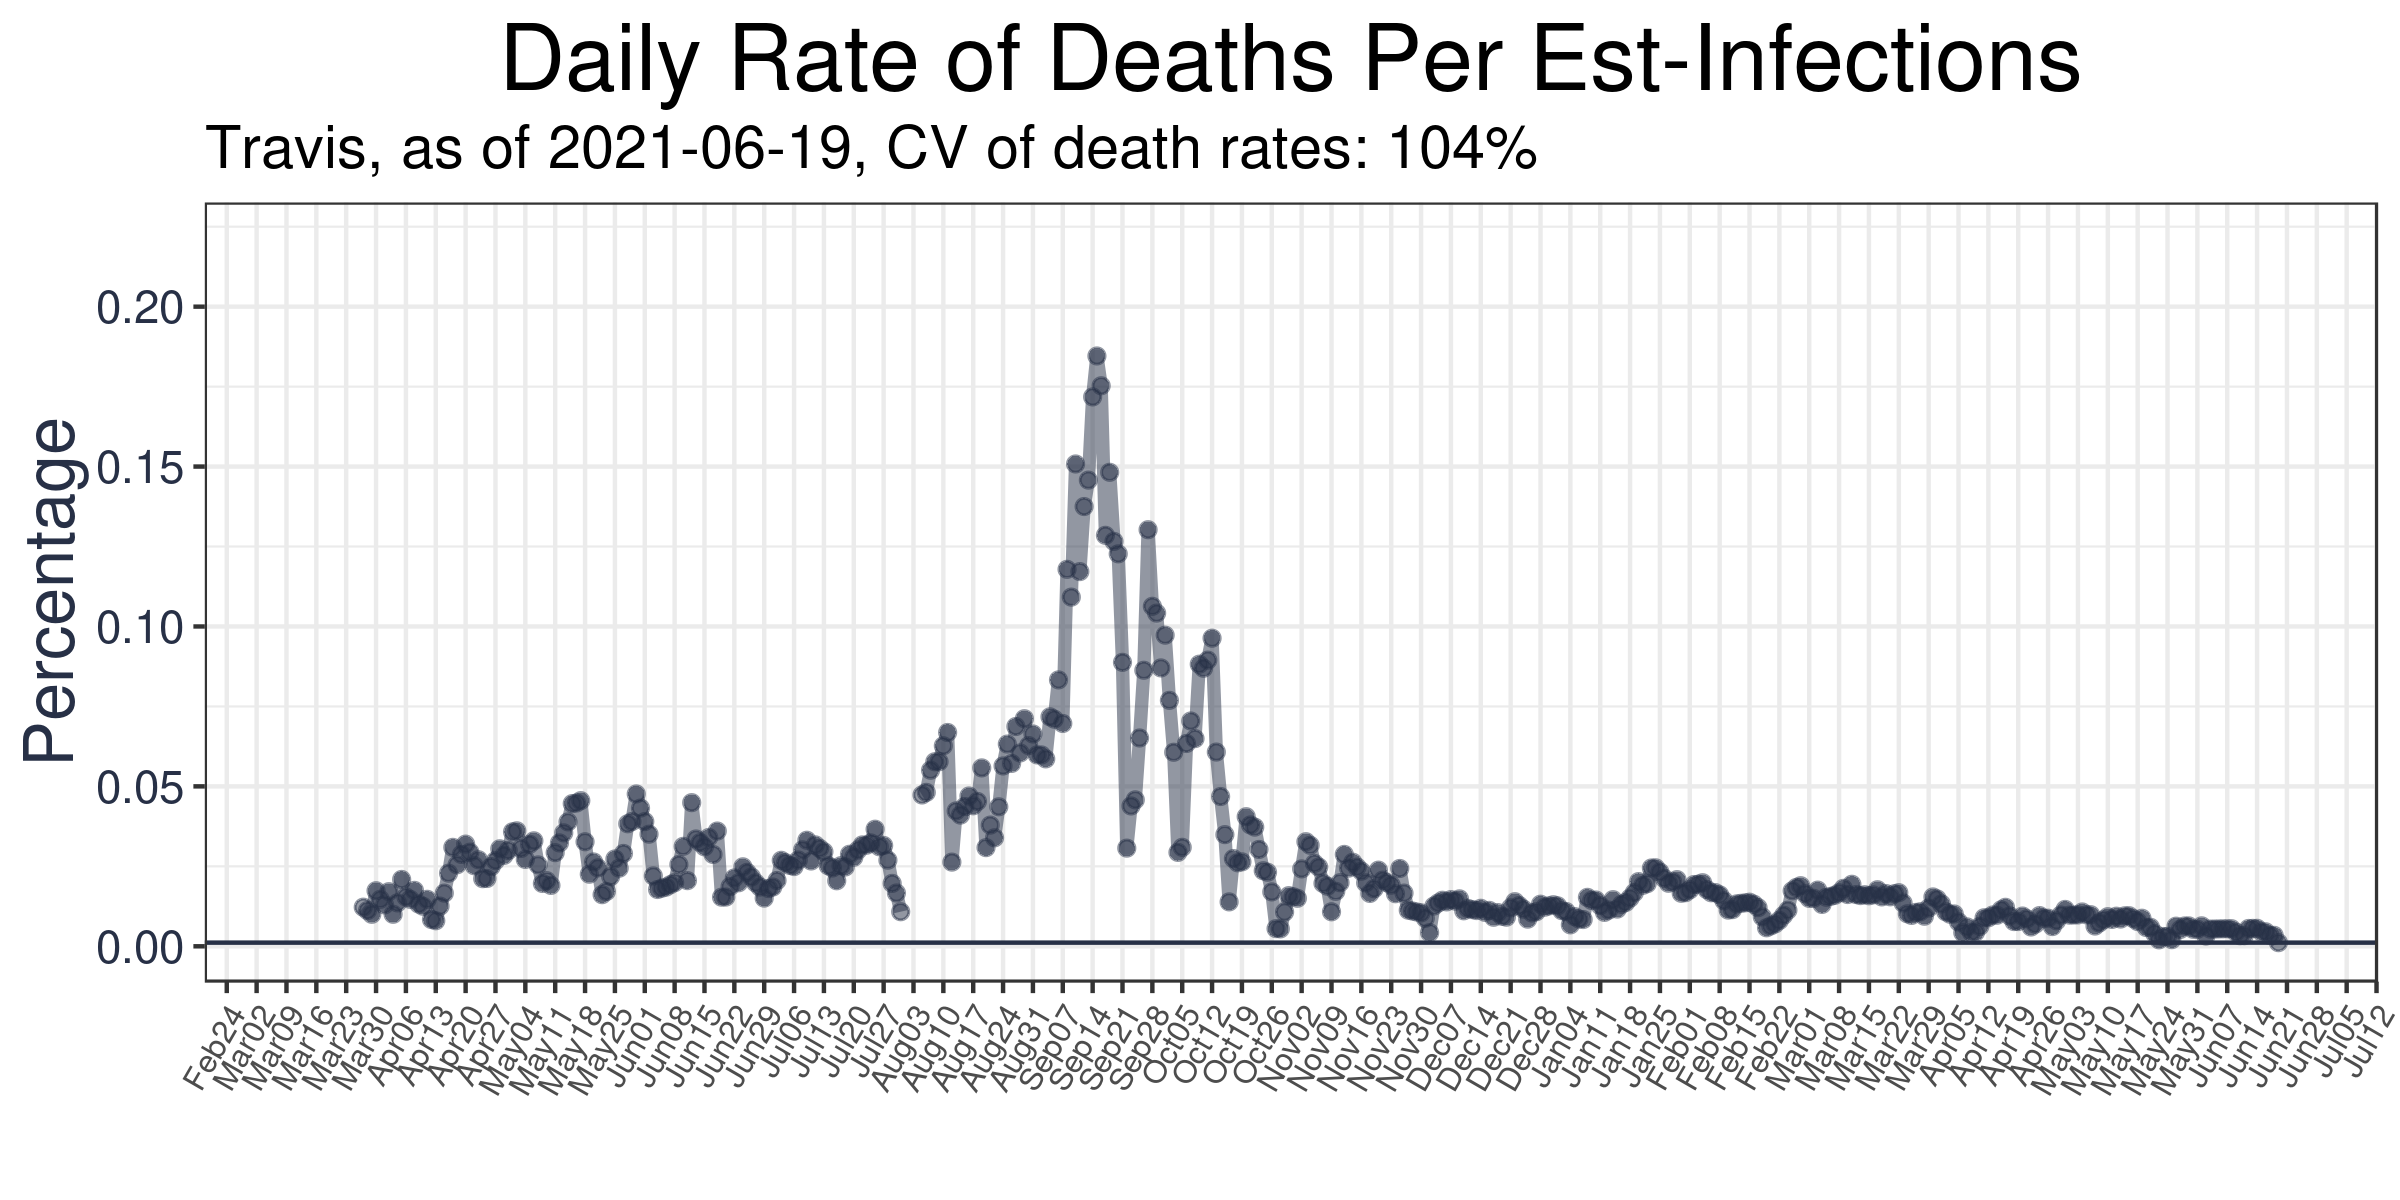 Daily Rate of Deaths Per Est-Infections
Travis, as of 2021-06-19, CV of death rates: 104%
Percentage
0.20
0.15
0.10
0.05
0.00
Feb24
Mar02
Mar09
Mar16
Mar23
Mar30
Apr06
Apr13
Apr20
Apr27
May04
May11
May18
May25
Jun01
Jun08
Jun15
Jun22
Jun29
Jul06
Jul13
Jul20
Jul27
Aug03
Aug10
Aug17
Aug24
Aug31
Sep07
Sep14
Sep21
Sep28
Oct05
Oct12
Oct19
Oct26
Nov02
Nov09
Nov16
Nov23
Nov30
Dec07
Dec14
Dec21
Dec28
Jan04
Jan11
Jan18
Jan25
Feb01
Feb08
Feb15
Feb22
Mar01
Mar08
Mar15
Mar22
Mar29
Apr05
Apr12
Apr19
Apr26
May03
May10
May17
May24
May31
Jun07
Jun14
Jun21
Jun28
Jul05
Jul12